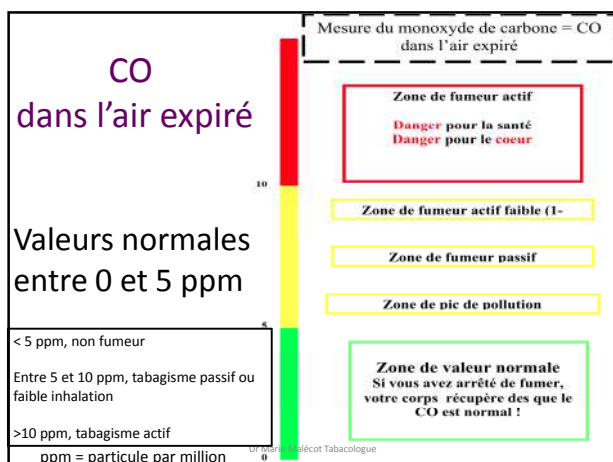 CO
dans l'air expiré
Valeurs normales
entre 0 et 5 ppm
< 5 ppm, non fumeur
Entre 5 et 10 ppm, tabagisme passif ou
faible inhalation
>10 ppm, tabagisme actif
ppm = particule par million
Mesure du monoxyde de carbone = CO
dans l'air expiré
10
5
0
Zone de fumeur actif
Danger pour la santé
Danger pour le coeur
Zone de fumeur actif faible (1-
Zone de fumeur passif
Zone de pic de pollution
Zone de valeur normale
Si vous avez arrêté de fumer,
votre corps récupère des que le
CO est normal !
Dr Marie Malécot Tabacologue